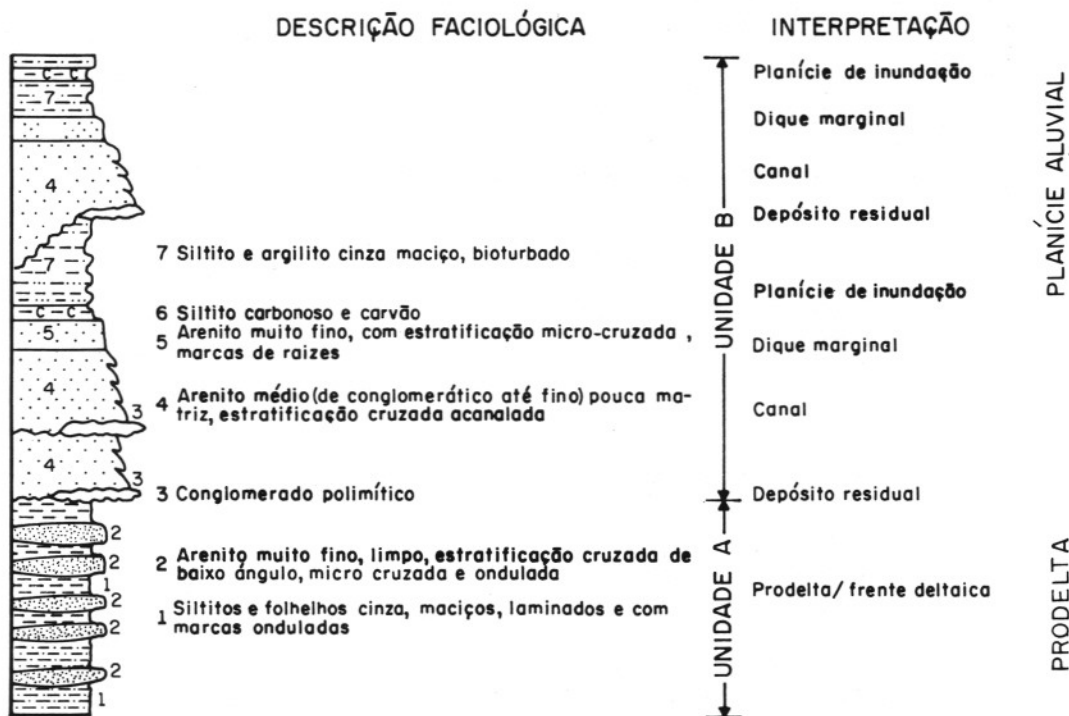 DESCRIÇÃO FACIOLÓGICA
INTERPRETAÇÃO
C C
7
4
7
C C
5
4
3
4
3
2
2
1
2
2
2
1
7 Siltito e argilito cinza maciço, bioturbado
6 Siltito carbonoso e carvão
5 Arenito muito fino, com estratificação micro-cruzada ,
marcas de raizes
4 Arenito médio (de conglomerático até fino) pouca ma-
triz, estratificação cruzada acanalada
3 Conglomerado polimítico
2 Arenito muito fino, limpo, estratificação cruzada de
baixo ángulo, micro cruzada e ondulada
1 Siltitos e folhelhos cinza, maciços, laminados e com
marcas onduladas
UNIDADE B
UNIDADE A
Planície de inundação
Dique marginal
Canal
Depósito residual
Planície de inundação
Dique marginal
Canal
Depósito residual
Prodelta/ frente deltaica
PLANÍCIE ALUVIAL
PRODELTA